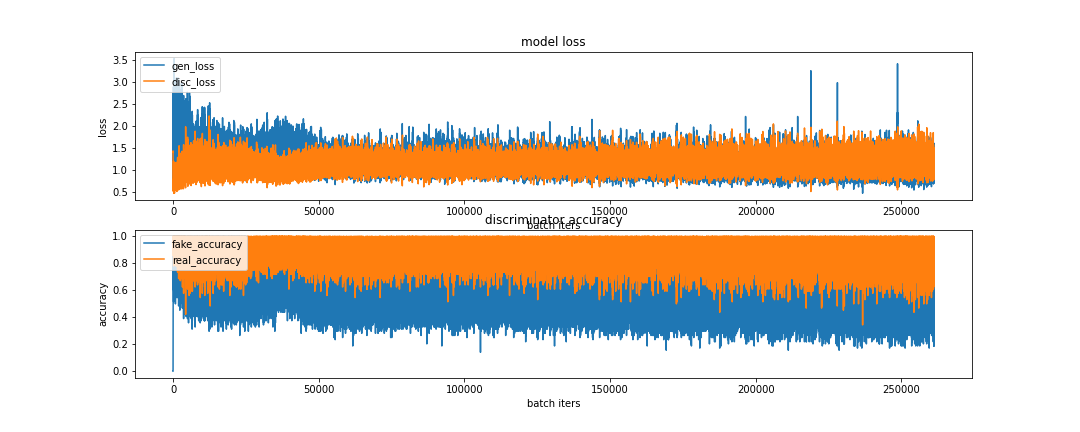 model loss
gen_loss
disc_loss
loss
3.5
3.0
2.5
2.0
1.5
1.0
0.5
0
50000
100000
150000
200000
250000
batch iters
discriminator accuracy
fake_accuracy
real_accuracy
accuracy
1.0
0.8
0.6
0.4
0.2
0.0
0
50000
100000
150000
200000
250000
batch iters